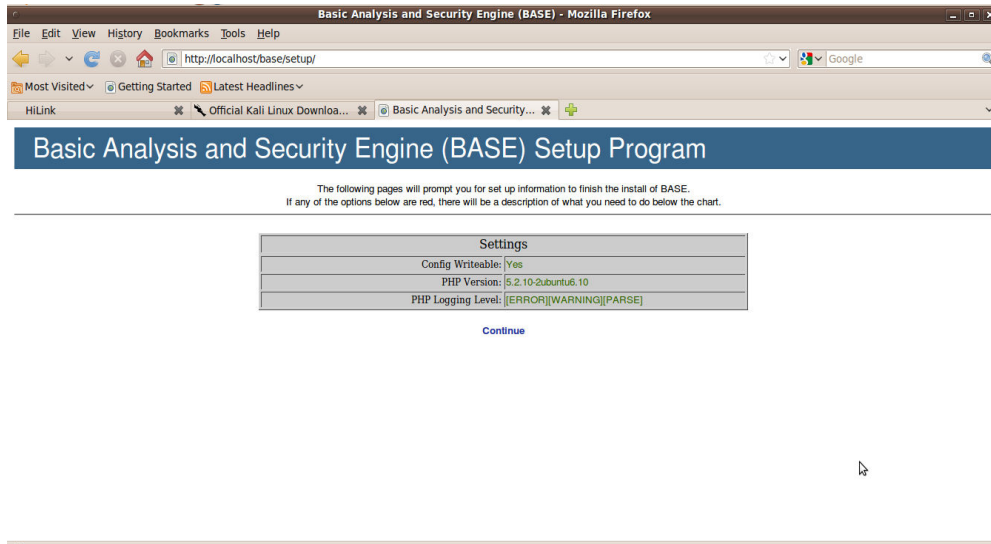 Basic Analysis and Security Engine (BASE) - Mozilla Firefox
File Edit View History Bookmarks Tools Help
http://localhost/base/setup/
Google
Most Visited Getting Started Latest Headlines
HiLink
Official Kali Linux Downloa...
Basic Analysis and Security...
Basic Analysis and Security Engine (BASE) Setup Program
The following pages will prompt you for set up information to finish the install of BASE.
If any of the options below are red, there will be a description of what you need to do below the chart.
Settings
Config Writeable: Yes
PHP Version: 5.2.10-2ubuntu6.10
PHP Logging Level: [ERROR][WARNING][PARSE]
Continue